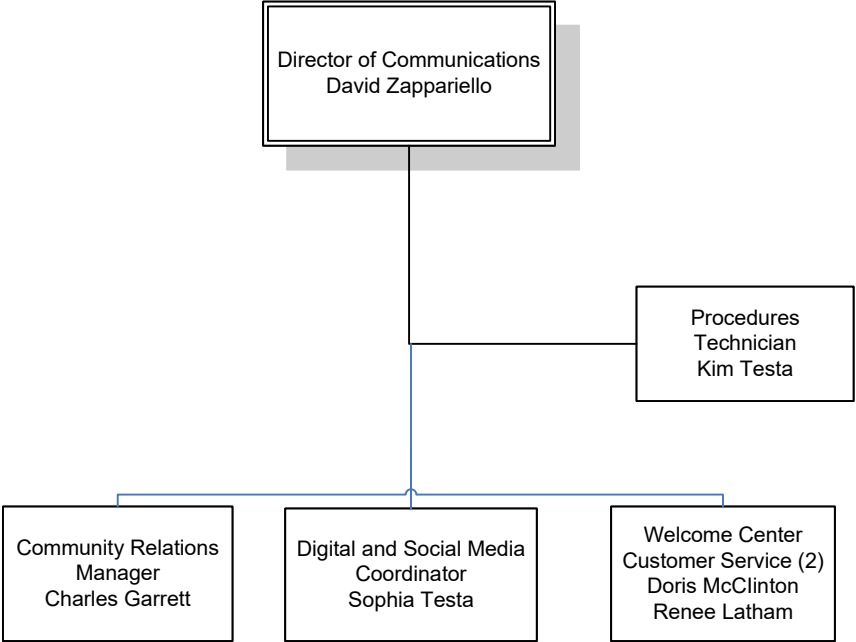 Director of Communications
David Zappariello
Procedures
Technician
Kim Testa
Community Relations
Manager
Charles Garrett
Digital and Social Media
Coordinator
Sophia Testa
Welcome Center
Customer Service (2)
Doris McClinton
Renee Latham